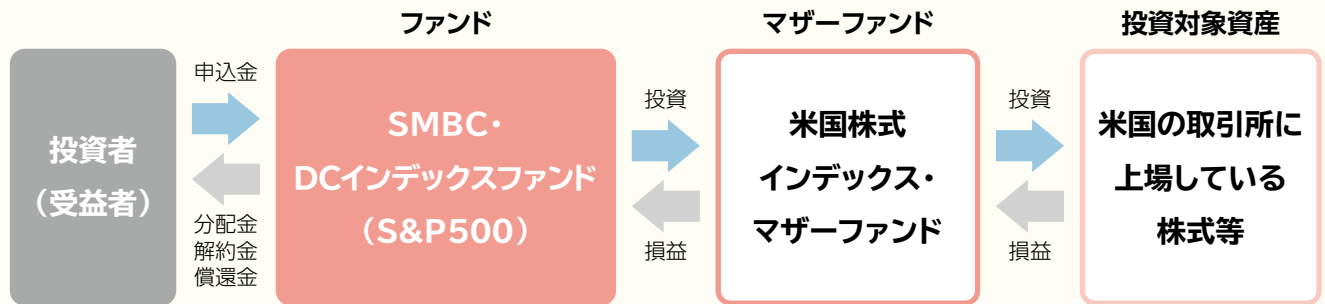 ファンド
マザーファンド
投資対象資産
投資者
（受益者）
申込金
分配金
解約金
償還金
SMBC・
DCインデックスファンド
（S&P500）
投資
損益
米国株式
インデックス・
マザーファンド
投資
損益
米国の取引所に
上場している
株式等